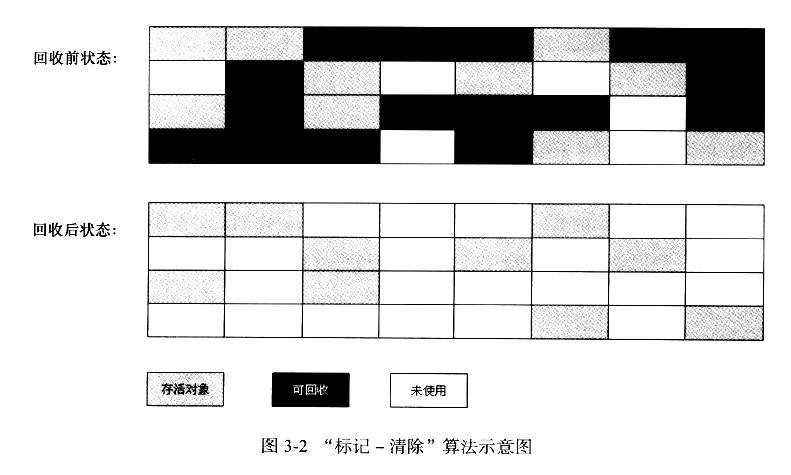 回收前状态：
回收后状态：
存活对象
可回收
未使用
图 3-2 “标记－清除”算法示意图